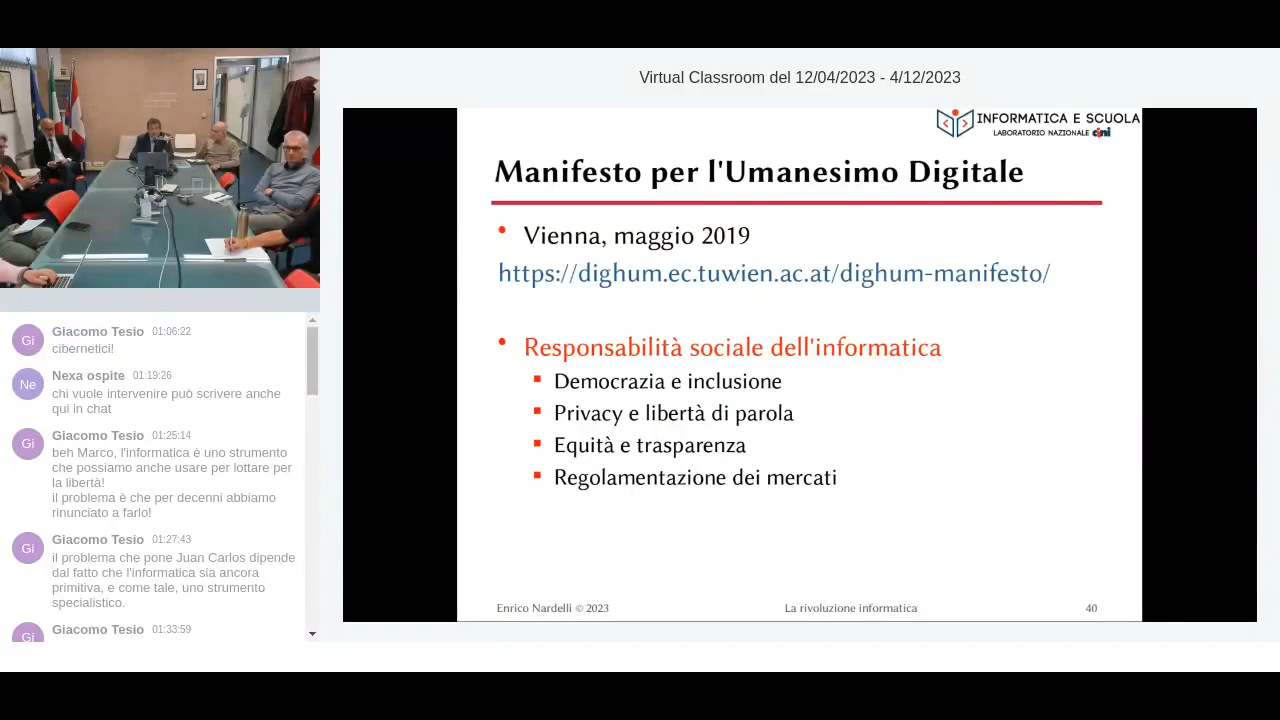 Virtual Classroom del 12/04/2023 - 4/12/2023
INFORMATICA E SCUOLA
LABORATORIO NAZIONALE cini
Manifesto per l'Umanesimo Digitale
• Vienna, maggio 2019
https://dighum.ec.tuwien.ac.at/dighum-manifesto/
• Responsabilità sociale dell'informatica
Democrazia e inclusione
Privacy e libertà di parola
Equità e trasparenza
Regolamentazione dei mercati
Enrico Nardelli © 2023
La rivoluzione informatica
40
Gi
Giacomo Tesio 01:06:22
cibernetici!
Ne
Nexa ospite 01:19:26
chi vuole intervenire può scrivere anche
qui in chat
Gi
Giacomo Tesio 01:25:14
beh Marco, l'informatica è uno strumento
che possiamo anche usare per lottare per
la libertà!
il problema è che per decenni abbiamo
rinunciato a farlo!
Gi
Giacomo Tesio 01:27:43
il problema che pone Juan Carlos dipende
dal fatto che l'informatica sia ancora
primitiva, e come tale, uno strumento
specialistico.
Gi
Giacomo Tesio 01:33:59